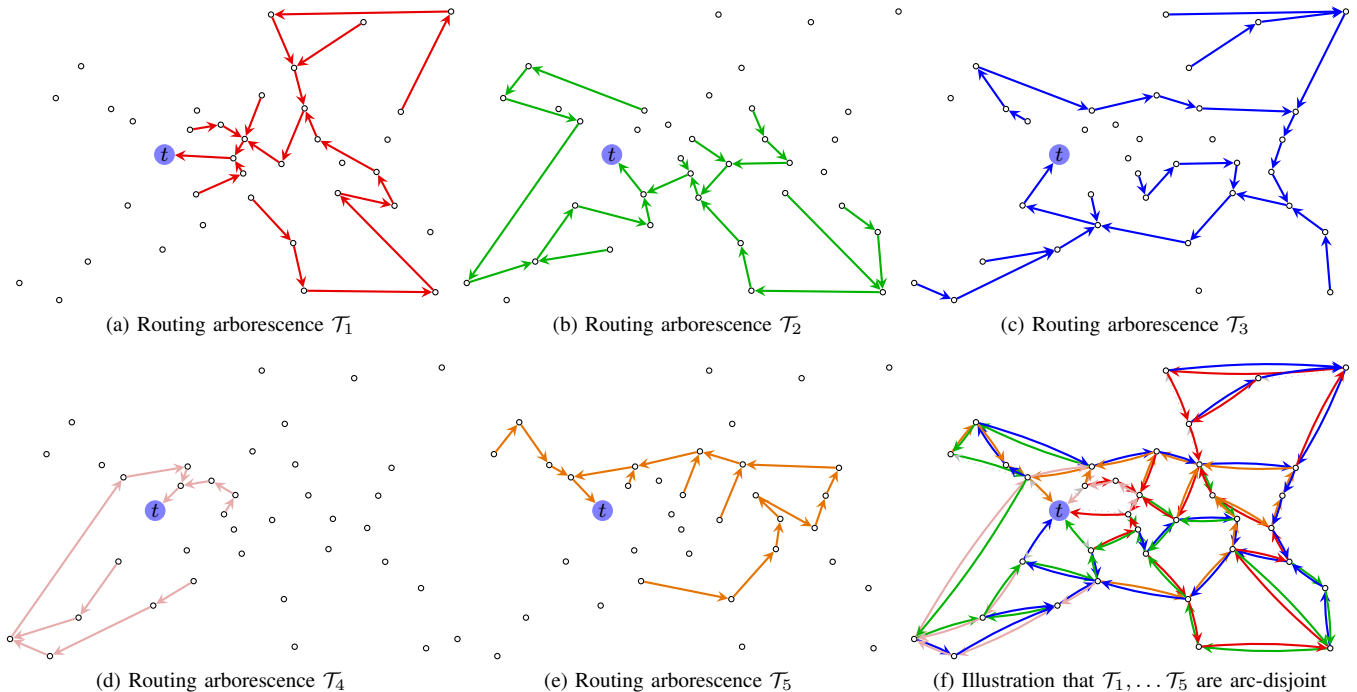 t
t
t
(a) Routing arborescence 𝒯₁
(b) Routing arborescence 𝒯₂
(c) Routing arborescence 𝒯₃
t
t
t
(d) Routing arborescence 𝒯₄
(e) Routing arborescence 𝒯₅
(f) Illustration that 𝒯₁, . . . 𝒯₅ are arc-disjoint